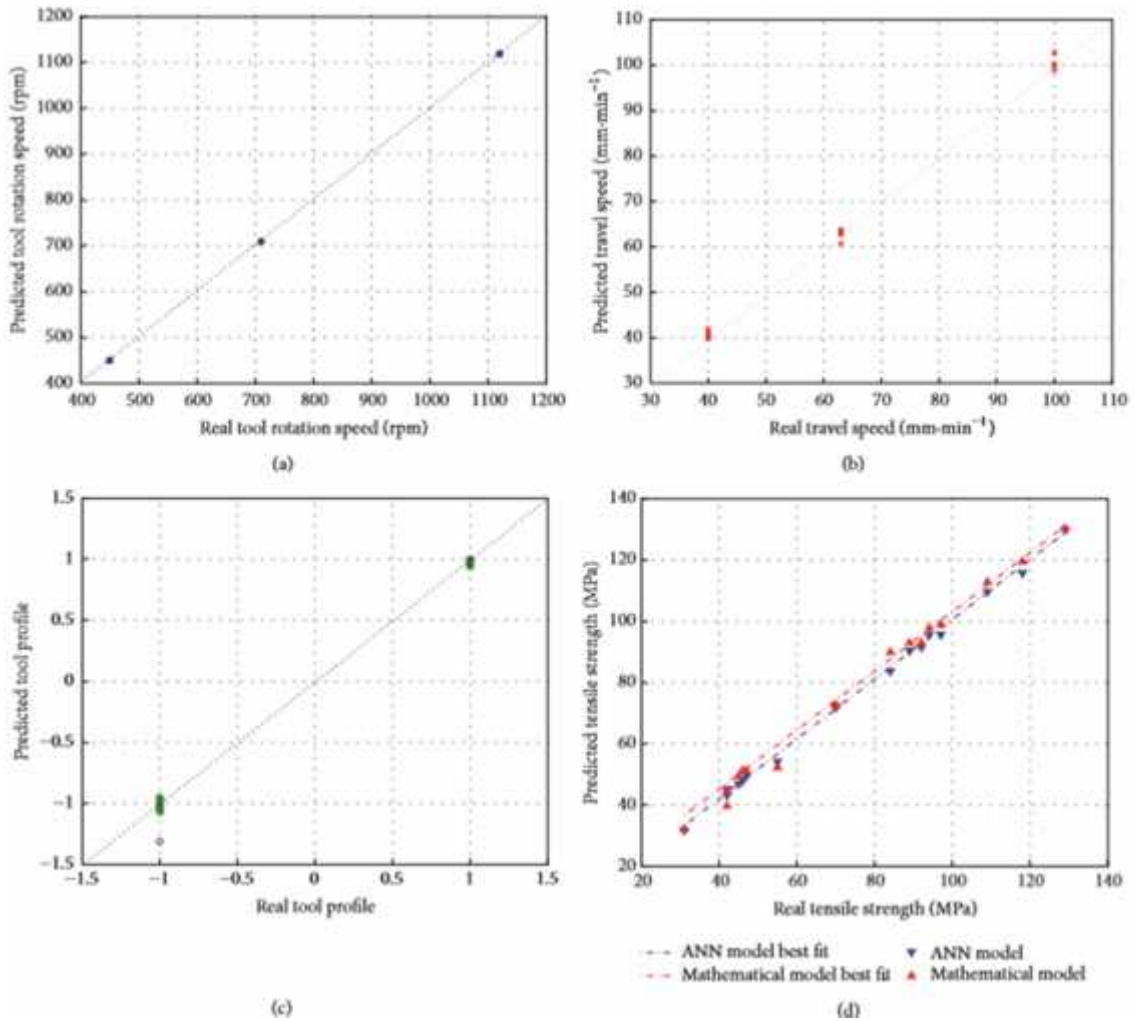 1200
1100
1000
900
800
700
600
500
400
400 500 600 700 800 900 1000 1100 1200
Predicted tool rotation speed (rpm)
Real tool rotation speed (rpm)
(a)
110
100
90
80
70
60
50
40
30
30 40 50 60 70 80 90 100 110
Predicted travel speed (mm-min⁻¹)
Real travel speed (mm-min⁻¹)
(b)
1.5
1
0.5
0
−0.5
−1
−1.5
−1.5 −1 −0.5 0 0.5 1 1.5
Predicted tool profile
Real tool profile
(c)
140
120
100
80
60
40
20
20 40 60 80 100 120 140
Predicted tensile strength (MPa)
Real tensile strength (MPa)
ANN model best fit
Mathematical model best fit
ANN model
Mathematical model
(d)